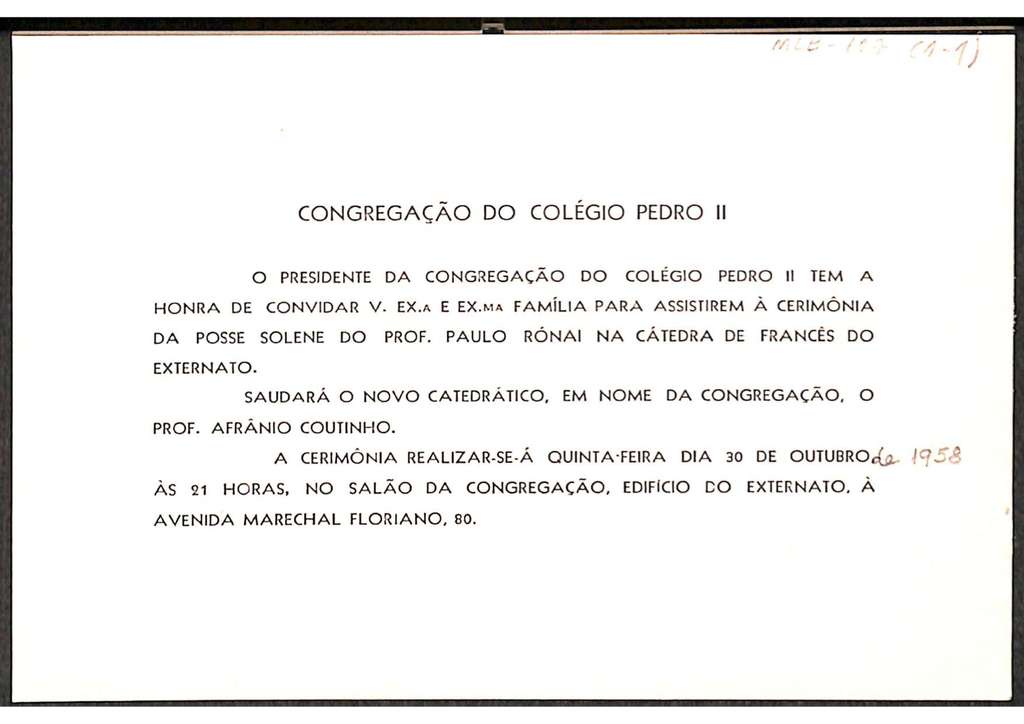 (1-1)
CONGREGAÇÃO DO COLÉGIO PEDRO II
O PRESIDENTE DA CONGREGAÇÃO DO COLÉGIO PEDRO II TEM A
HONRA DE CONVIDAR V. EX.A E EX.MA FAMÍLIA PARA ASSISTIREM À CERIMÔNIA
DA POSSE SOLENE DO PROF. PAULO RÓNAI NA CÁTEDRA DE FRANCÊS DO
EXTERNATO.
SAUDARÁ O NOVO CATEDRÁTICO, EM NOME DA CONGREGAÇÃO, O
PROF. AFRÂNIO COUTINHO.
A CERIMÔNIA REALIZAR-SE-Á QUINTA-FEIRA DIA 30 DE OUTUBRO de 1958
ÀS 21 HORAS, NO SALÃO DA CONGREGAÇÃO, EDIFÍCIO DO EXTERNATO, À
AVENIDA MARECHAL FLORIANO, 80.